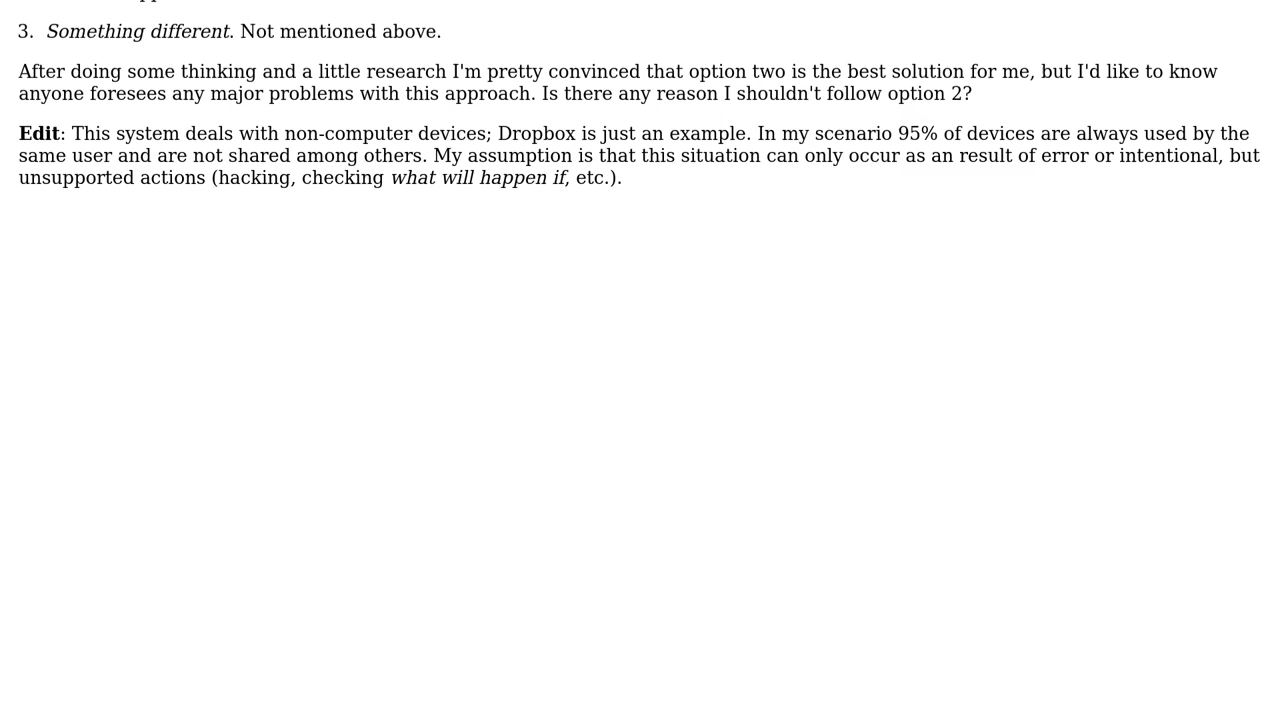 3. Something different. Not mentioned above.
After doing some thinking and a little research I'm pretty convinced that option two is the best solution for me, but I'd like to know
anyone foresees any major problems with this approach. Is there any reason I shouldn't follow option 2?
Edit: This system deals with non-computer devices; Dropbox is just an example. In my scenario 95% of devices are always used by the
same user and are not shared among others. My assumption is that this situation can only occur as an result of error or intentional, but
unsupported actions (hacking, checking what will happen if, etc.).